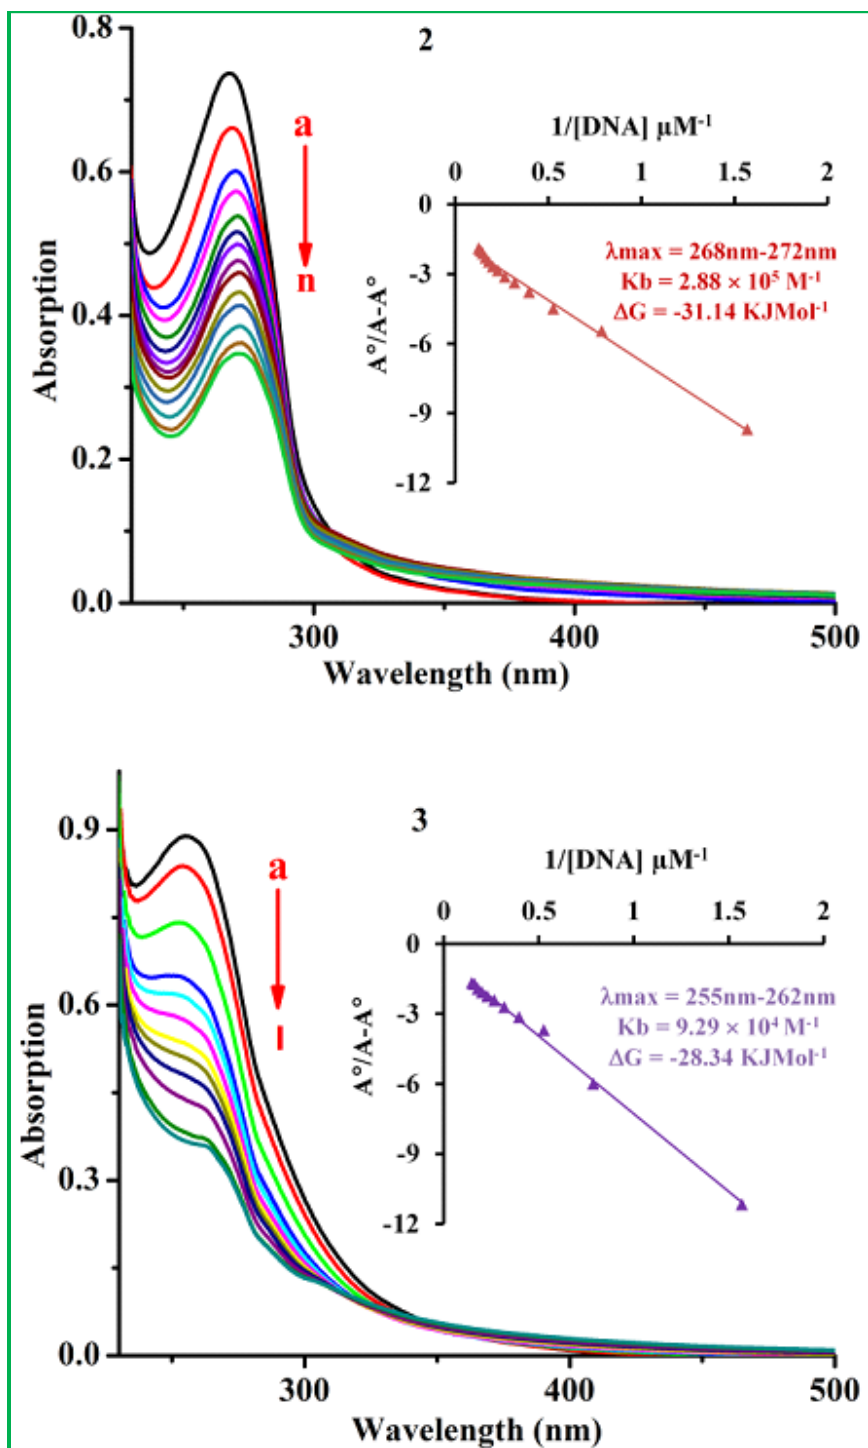 2
0.8
0.6
0.4
0.2
0.0
Absorption
300
400
500
Wavelength (nm)
a
n
1/[DNA] µM⁻¹
0
0.5
1
1.5
2
0
-3
-6
-9
-12
A°/A-A°
λmax = 268nm-272nm
Kb = 2.88 × 10⁵ M⁻¹
ΔG = -31.14 KJMol⁻¹
3
0.9
0.6
0.3
0.0
Absorption
300
400
500
Wavelength (nm)
a
l
1/[DNA] µM⁻¹
0
0.5
1
1.5
2
0
-3
-6
-9
-12
A°/A-A°
λmax = 255nm-262nm
Kb = 9.29 × 10⁴ M⁻¹
ΔG = -28.34 KJMol⁻¹